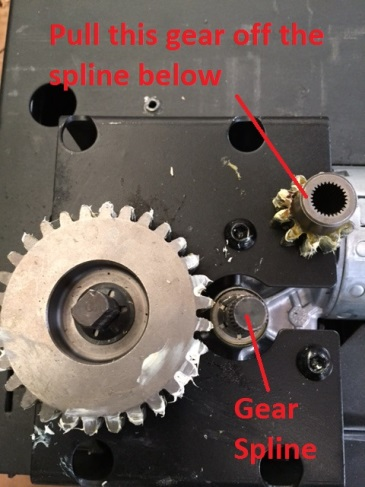 Pull this gear off the
spline below
Gear
Spline